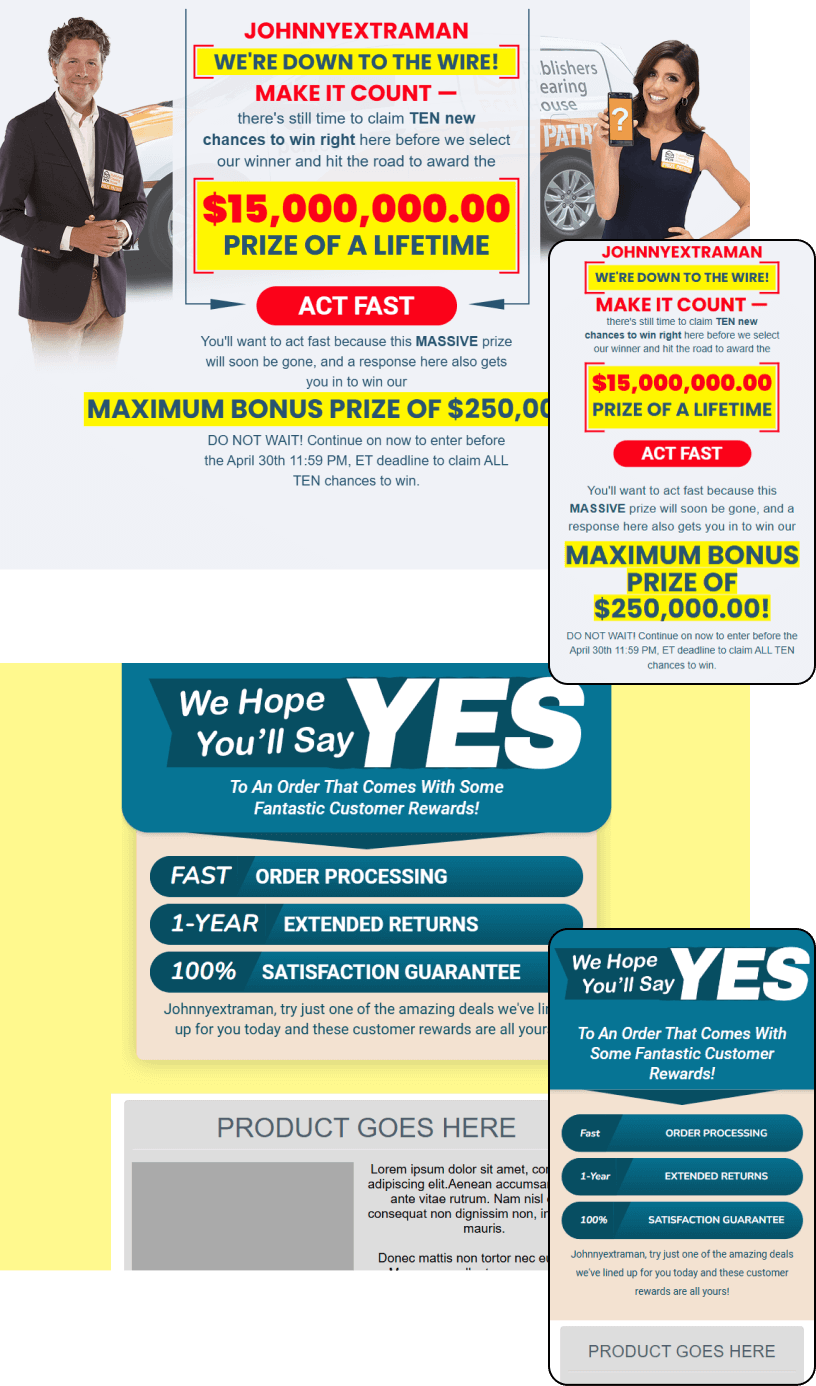 JOHNNYEXTRAMAN
WE'RE DOWN TO THE WIRE!
MAKE IT COUNT —
there's still time to claim TEN new
chances to win right here before we select
our winner and hit the road to award the
$15,000,000.00
PRIZE OF A LIFETIME
ACT FAST
You'll want to act fast because this MASSIVE prize
will soon be gone, and a response here also gets
you in to win our
MAXIMUM BONUS PRIZE OF $250,00
DO NOT WAIT! Continue on now to enter before
the April 30th 11:59 PM, ET deadline to claim ALL
TEN chances to win.
blishers
earing
ouse
PATR
?
JOHNNYEXTRAMAN
WE'RE DOWN TO THE WIRE!
MAKE IT COUNT —
there's still time to claim TEN new
chances to win right here before we select
our winner and hit the road to award the
$15,000,000.00
PRIZE OF A LIFETIME
ACT FAST
You'll want to act fast because this
MASSIVE prize will soon be gone, and a
response here also gets you in to win our
MAXIMUM BONUS
PRIZE OF
$250,000.00!
DO NOT WAIT! Continue on now to enter before the
April 30th 11:59 PM, ET deadline to claim ALL TEN
chances to win.
We Hope
You'll Say YES
To An Order That Comes With Some
Fantastic Customer Rewards!
FAST ORDER PROCESSING
1-YEAR EXTENDED RETURNS
100% SATISFACTION GUARANTEE
Johnnyextraman, try just one of the amazing deals we've li
up for you today and these customer rewards are all your
PRODUCT GOES HERE
Lorem ipsum dolor sit amet, con
adipiscing elit.Aenean accumsa
ante vitae rutrum. Nam nisl
consequat non dignissim non, in
mauris.
Donec mattis non tortor nec eu
We Hope
You'll Say YES
To An Order That Comes With
Some Fantastic Customer
Rewards!
Fast ORDER PROCESSING
1-Year EXTENDED RETURNS
100% SATISFACTION GUARANTEE
Johnnyextraman, try just one of the amazing deals
we've lined up for you today and these customer
rewards are all yours!
PRODUCT GOES HERE